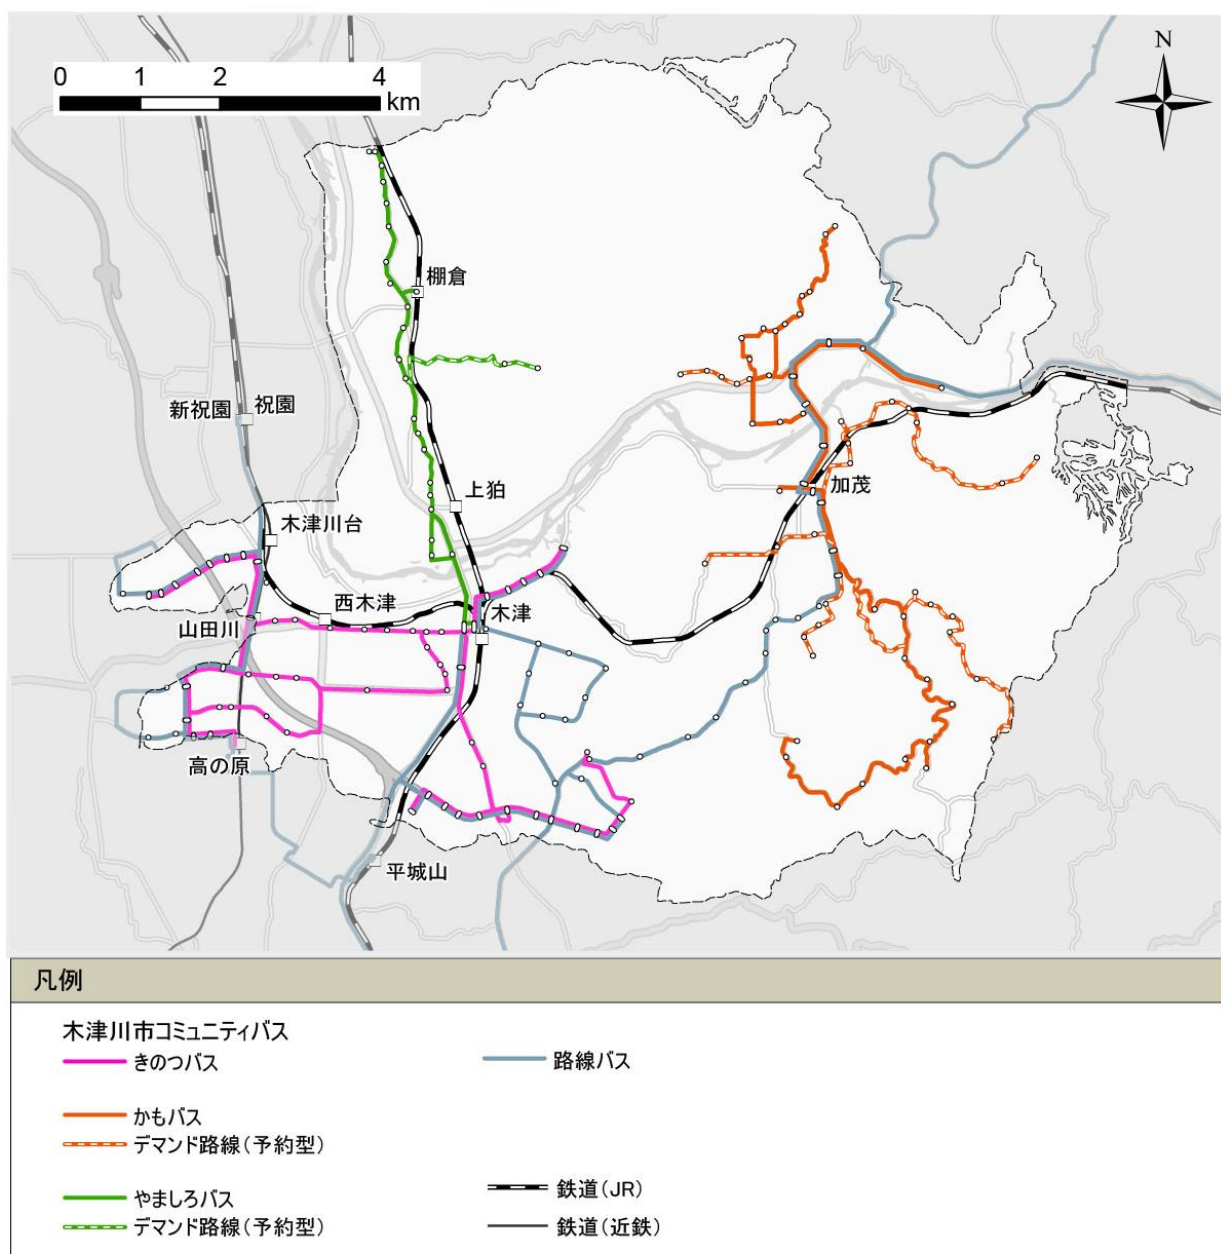 0 1 2 4
km
N
棚倉
新祝園 祝園
上狛
加茂
木津川台
西木津
木津
山田川
高の原
平城山
凡例
木津川市コミュニティバス
きのつバス
路線バス
かもバス
デマンド路線(予約型)
やましろバス
鉄道(JR)
デマンド路線(予約型)
鉄道(近鉄)